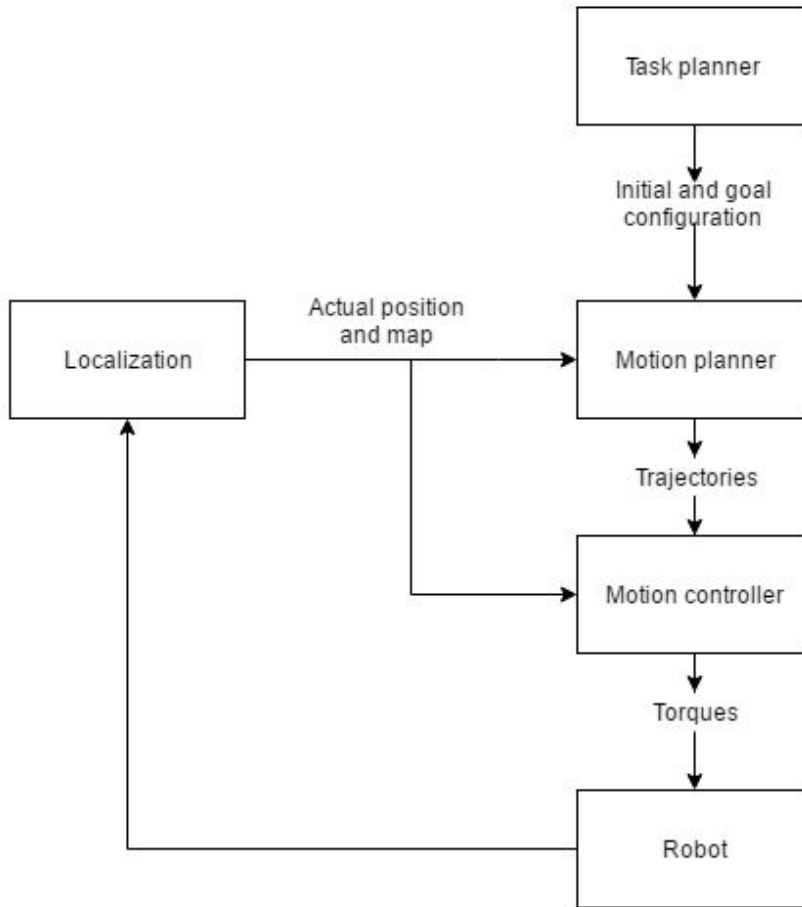 Task planner
Initial and goal
configuration
Actual position
and map
Localization
Motion planner
Trajectories
Motion controller
Torques
Robot